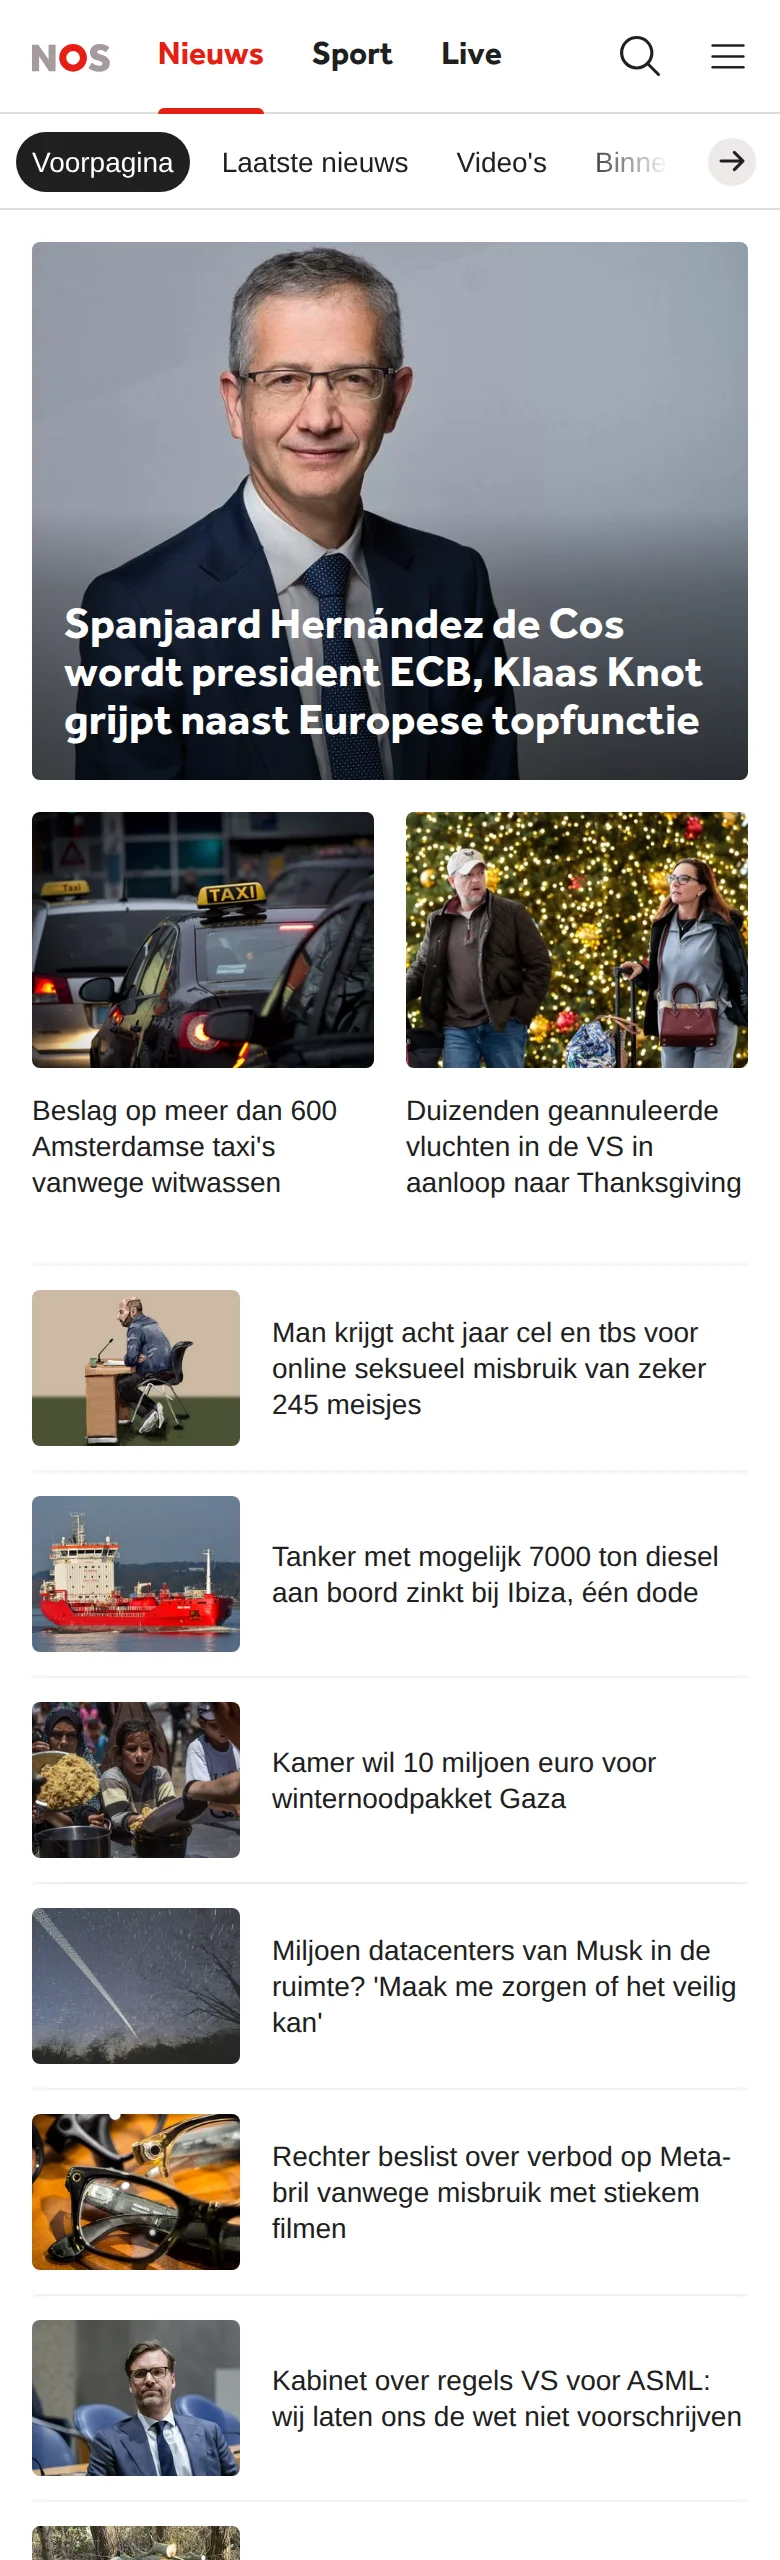 NOS Nieuws Sport Live
Voorpagina Laatste nieuws Video's Binne
Spanjaard Hernández de Cos
wordt president ECB, Klaas Knot
grijpt naast Europese topfunctie
Taxi
TAXI
Beslag op meer dan 600
Amsterdamse taxi's
vanwege witwassen
Duizenden geannuleerde
vluchten in de VS in
aanloop naar Thanksgiving
Man krijgt acht jaar cel en tbs voor
online seksueel misbruik van zeker
245 meisjes
Tanker met mogelijk 7000 ton diesel
aan boord zinkt bij Ibiza, één dode
Kamer wil 10 miljoen euro voor
winternoodpakket Gaza
Miljoen datacenters van Musk in de
ruimte? 'Maak me zorgen of het veilig
kan'
Rechter beslist over verbod op Meta-
bril vanwege misbruik met stiekem
filmen
Kabinet over regels VS voor ASML:
wij laten ons de wet niet voorschrijven